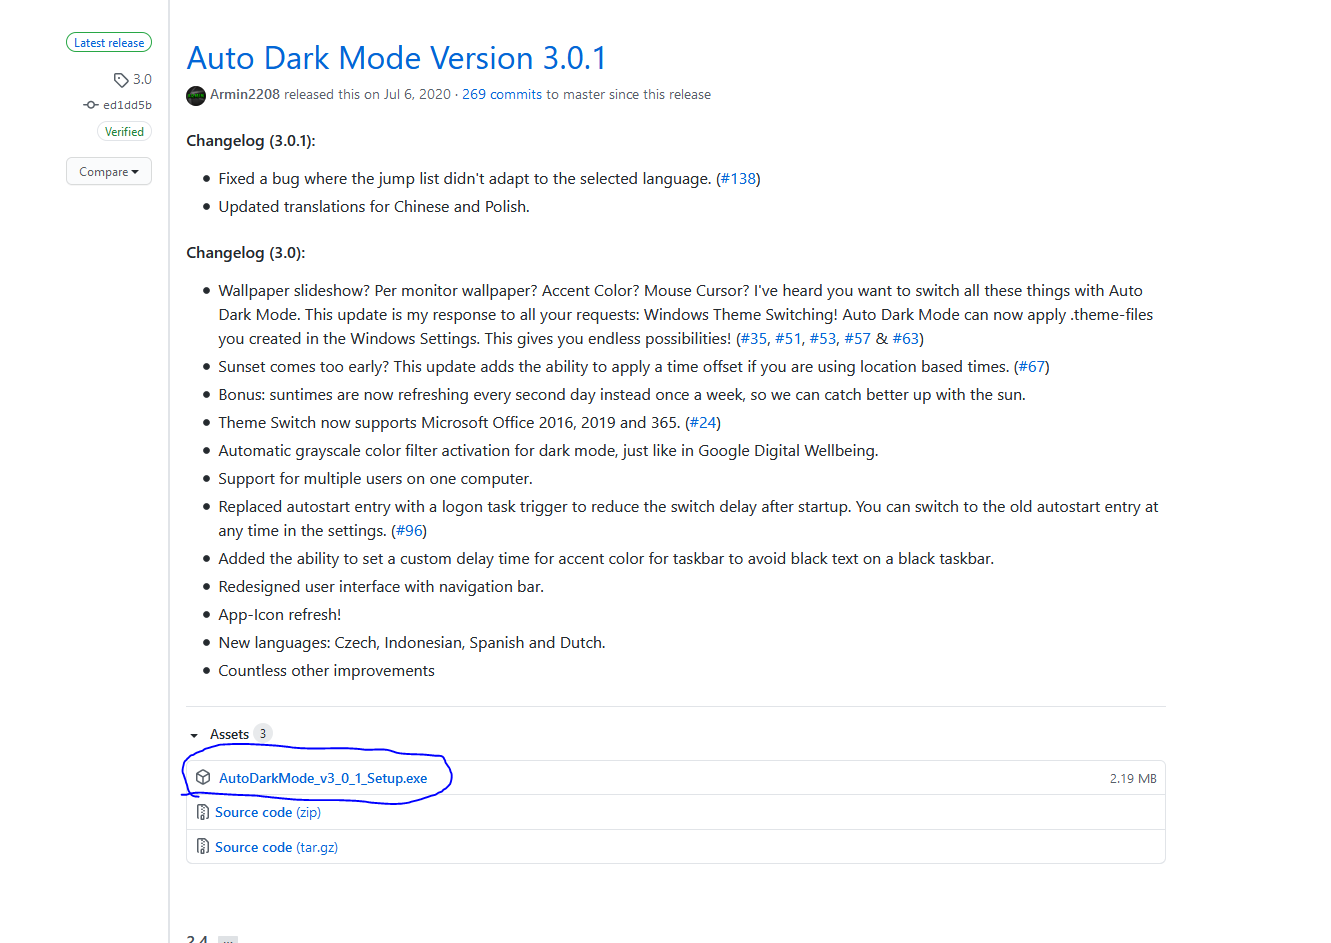 Latest release
3.0
ed1dd5b
Verified
Compare
Auto Dark Mode Version 3.0.1
Armin2208 released this on Jul 6, 2020 · 269 commits to master since this release
Changelog (3.0.1):
Fixed a bug where the jump list didn't adapt to the selected language. (#138)
Updated translations for Chinese and Polish.
Changelog (3.0):
Wallpaper slideshow? Per monitor wallpaper? Accent Color? Mouse Cursor? I've heard you want to switch all these things with Auto
Dark Mode. This update is my response to all your requests: Windows Theme Switching! Auto Dark Mode can now apply .theme-files
you created in the Windows Settings. This gives you endless possibilities! (#35, #51, #53, #57 & #63)
Sunset comes too early? This update adds the ability to apply a time offset if you are using location based times. (#67)
Bonus: suntimes are now refreshing every second day instead once a week, so we can catch better up with the sun.
Theme Switch now supports Microsoft Office 2016, 2019 and 365. (#24)
Automatic grayscale color filter activation for dark mode, just like in Google Digital Wellbeing.
Support for multiple users on one computer.
Replaced autostart entry with a logon task trigger to reduce the switch delay after startup. You can switch to the old autostart entry at
any time in the settings. (#96)
Added the ability to set a custom delay time for accent color for taskbar to avoid black text on a black taskbar.
Redesigned user interface with navigation bar.
App-Icon refresh!
New languages: Czech, Indonesian, Spanish and Dutch.
Countless other improvements
Assets 3
AutoDarkMode_v3_0_1_Setup.exe 2.19 MB
Source code (zip)
Source code (tar.gz)
2.4 ...